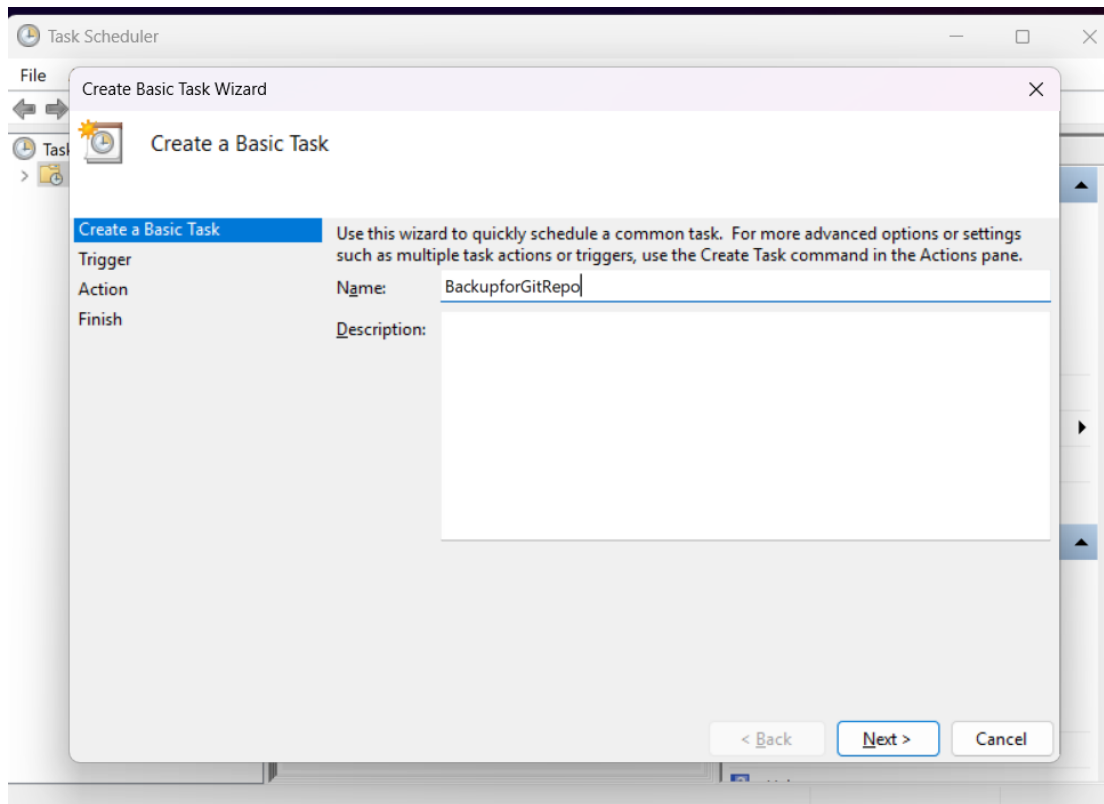 Task Scheduler
File
Create Basic Task Wizard
Create a Basic Task
Create a Basic Task
Trigger
Action
Finish
Use this wizard to quickly schedule a common task. For more advanced options or settings
such as multiple task actions or triggers, use the Create Task command in the Actions pane.
Name: BackupforGitRepo
Description:
< Back Next > Cancel